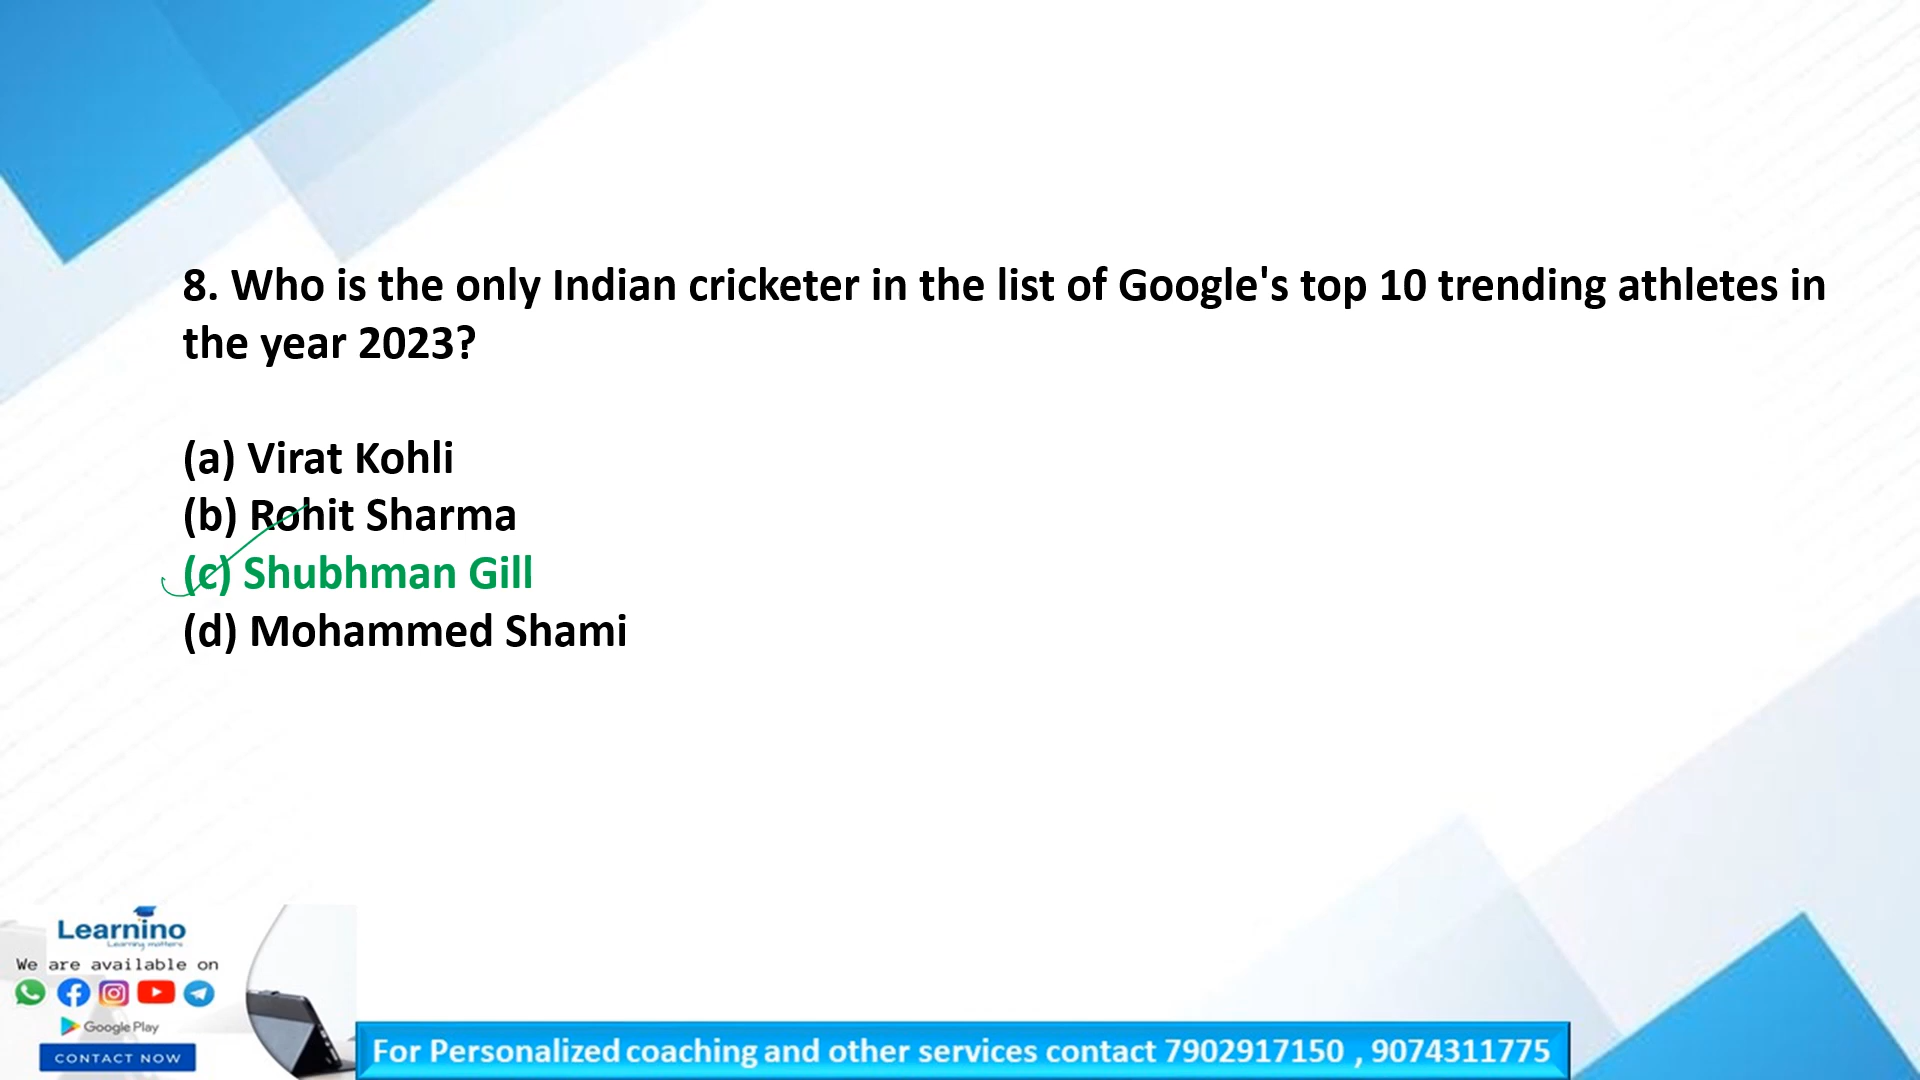 8. Who is the only Indian cricketer in the list of Google's top 10 trending athletes in
the year 2023?
(a) Virat Kohli
(b) Rohit Sharma
(c) Shubhman Gill
(d) Mohammed Shami
Learnino
Learning matters
We are available on
Google Play
CONTACT NOW
For Personalized coaching and other services contact 7902917150 , 9074311775